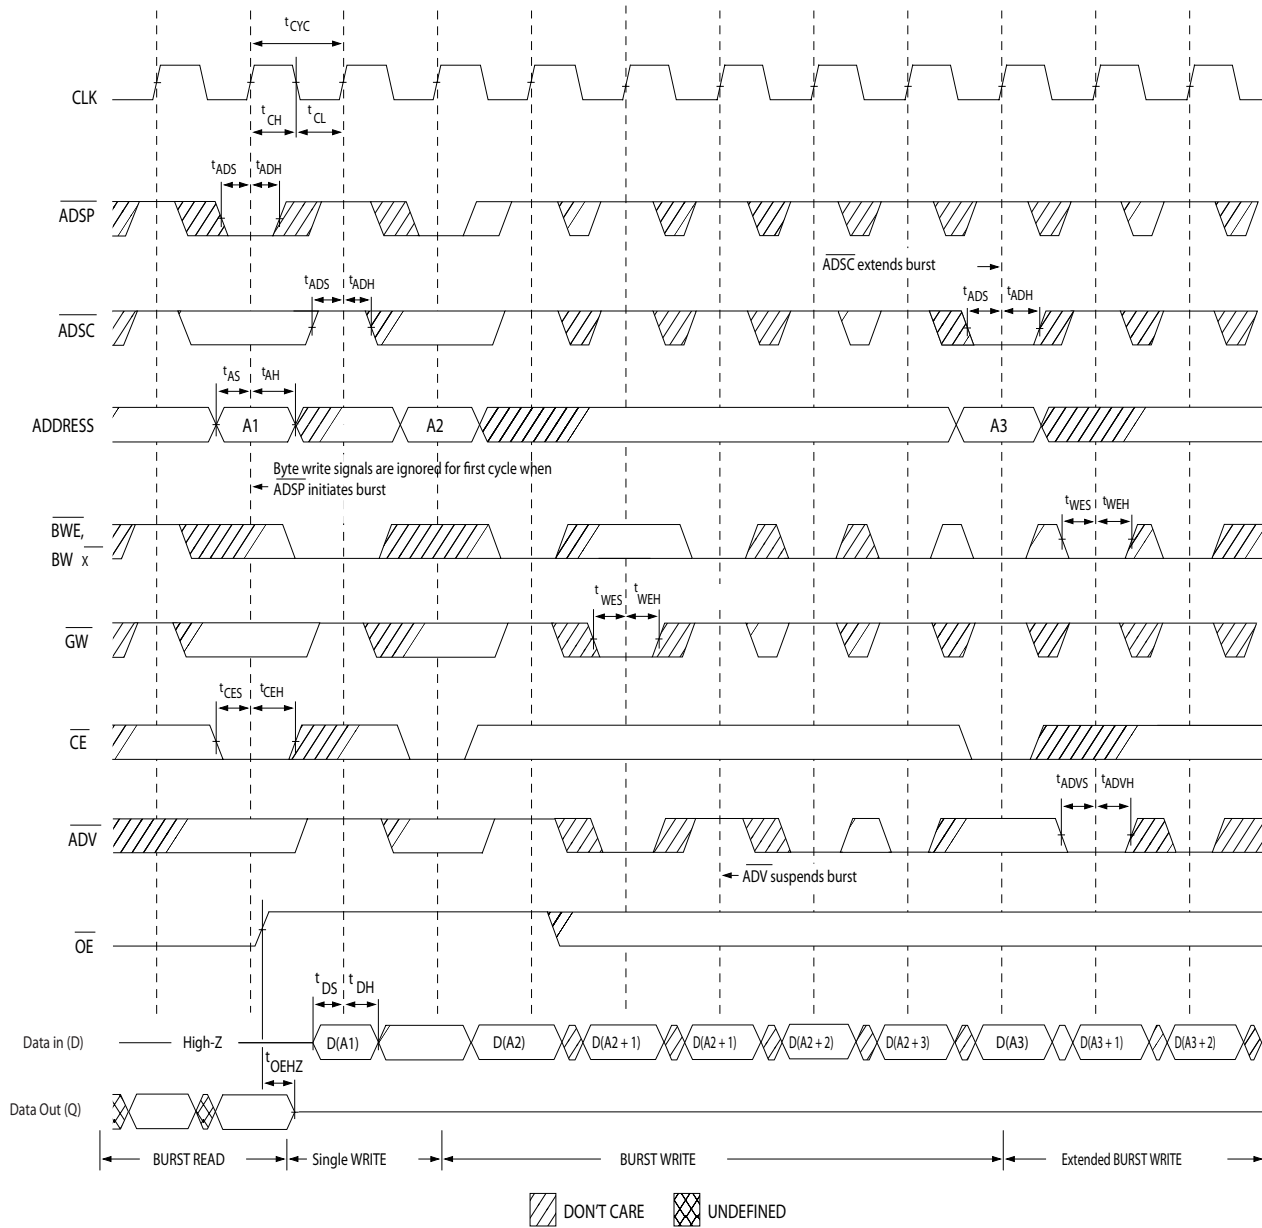 tCYC
CLK
tCH tCL
tADS tADH
ADSP
ADSC extends burst
tADS tADH
tADS tADH
ADSC
tAS tAH
ADDRESS A1 A2 A3
Byte write signals are ignored for first cycle when
ADSP initiates burst
BWE,
BW x
tWES tWEH
tWES tWEH
GW
tCES tCEH
CE
tADVS tADVH
ADV
ADV suspends burst
OE
tDS tDH
Data in (D) High-Z D(A1) D(A2) D(A2 + 1) D(A2 + 1) D(A2 + 2) D(A2 + 3) D(A3) D(A3 + 1) D(A3 + 2)
tOEHZ
Data Out (Q)
BURST READ Single WRITE BURST WRITE Extended BURST WRITE
DON'T CARE UNDEFINED